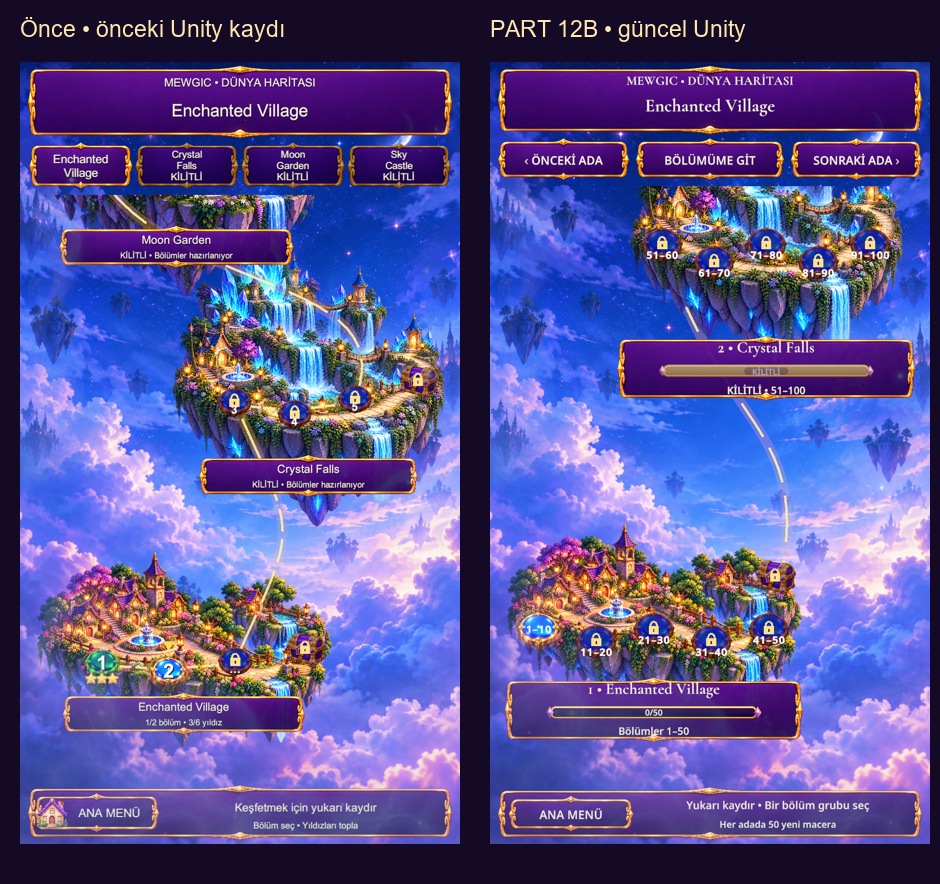 Önce • önceki Unity kaydı
MEWGIC • DÜNYA HARİTASI
Enchanted Village
Enchanted
Village
Crystal
Falls
KİLİTLİ
Moon
Garden
KİLİTLİ
Sky
Castle
KİLİTLİ
Moon Garden
KİLİTLİ • Bölümler hazırlanıyor
3
4
5
Crystal Falls
KİLİTLİ • Bölümler hazırlanıyor
1
2
Enchanted Village
1/2 bölüm • 3/6 yıldız
ANA MENÜ
Keşfetmek için yukarı kaydır
Bölüm seç • Yıldızları topla
PART 12B • güncel Unity
MEWGIC • DÜNYA HARİTASI
Enchanted Village
‹ ÖNCEKİ ADA
BÖLÜMÜME GİT
SONRAKİ ADA ›
51–60
61–70
71–80
81–90
91–100
2 • Crystal Falls
KİLİTLİ
KİLİTLİ • 51–100
1–10
11–20
21–30
31–40
41–50
1 • Enchanted Village
0/50
Bölümler 1–50
ANA MENÜ
Yukarı kaydır • Bir bölüm grubu seç
Her adada 50 yeni macera